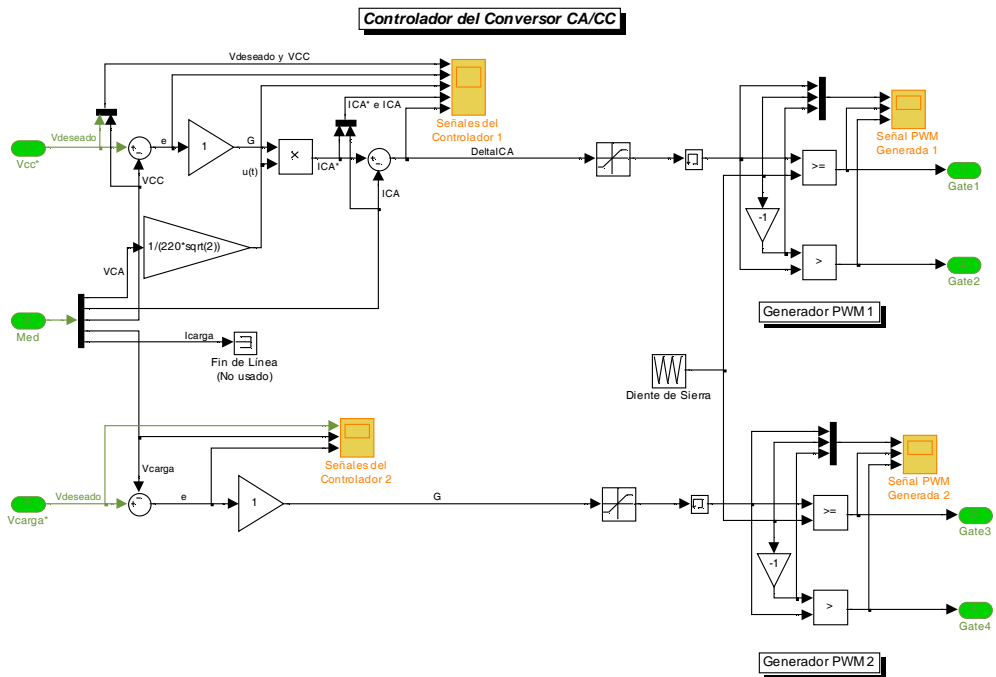 Controlador del Conversor CA/CC
Vdeseado y VCC
ICA* e ICA
Señales del
Controlador 1
Señal PWM
Generada 1
Vdeseado
Vcc*
e
1
G
u(t)
×
ICA*
DeltaICA
VCC
ICA
>=
Gate1
-1
1/(220*sqrt(2))
VCA
>
Gate2
Generador PWM 1
Med
Icarga
Fin de Línea
(No usado)
Diente de Sierra
Señales del
Controlador 2
Señal PWM
Generada 2
Vcarga
Vdeseado
Vcarga*
e
1
G
>=
Gate3
-1
>
Gate4
Generador PWM 2